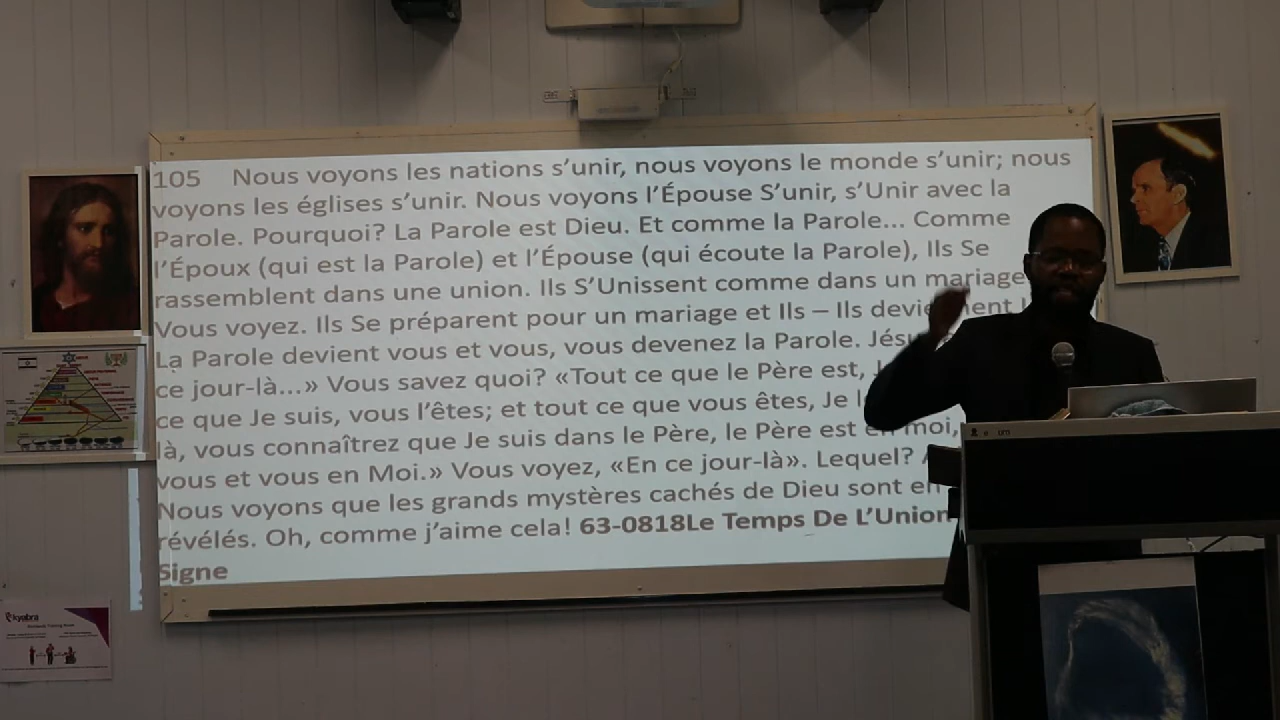 105 Nous voyons les nations s’unir, nous voyons le monde s’unir; nous
voyons les églises s’unir. Nous voyons l’Épouse S’unir, s’Unir avec la
Parole. Pourquoi? La Parole est Dieu. Et comme la Parole... Comme
l’Époux (qui est la Parole) et l’Épouse (qui écoute la Parole), Ils Se
rassemblent dans une union. Ils S’Unissent comme dans un mariage
Vous voyez. Ils Se préparent pour un mariage et Ils – Ils deviennent
La Parole devient vous et vous, vous devenez la Parole. Jésu
ce jour-là...» Vous savez quoi? «Tout ce que le Père est,
ce que Je suis, vous l’êtes; et tout ce que vous êtes, Je l
là, vous connaîtrez que Je suis dans le Père, le Père est en moi,
vous et vous en Moi.» Vous voyez, «En ce jour-là». Lequel?
Nous voyons que les grands mystères cachés de Dieu sont en
révélés. Oh, comme j’aime cela! 63-0818Le Temps De L’Union
Signe
kyabra